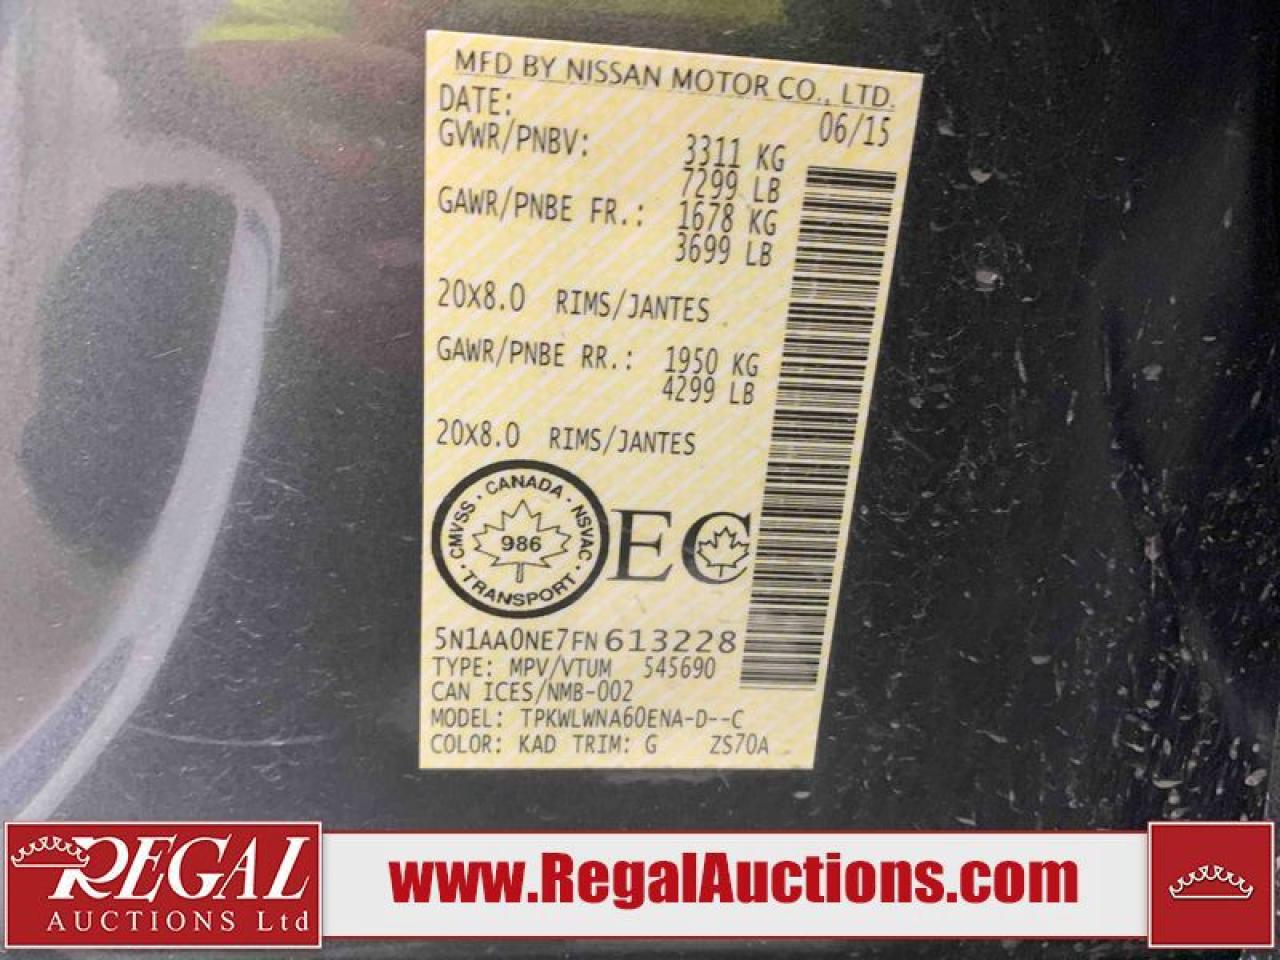 MFD BY NISSAN MOTOR CO., LTD.
DATE: 06/15
GVWR/PNBV: 3311 KG
7299 LB
GAWR/PNBE FR.: 1678 KG
3699 LB
20X8.0 RIMS/JANTES
GAWR/PNBE RR.: 1950 KG
4299 LB
20X8.0 RIMS/JANTES
CMVSS · CANADA · NSVAC · TRANSPORT ·
986
EC
5N1AA0NE7FN613228
TYPE: MPV/VTUM 545690
CAN ICES/NMB-002
MODEL: TPKWLWNA60ENA-D--C
COLOR: KAD TRIM: G ZS70A
REGAL
AUCTIONS Ltd
www.RegalAuctions.com